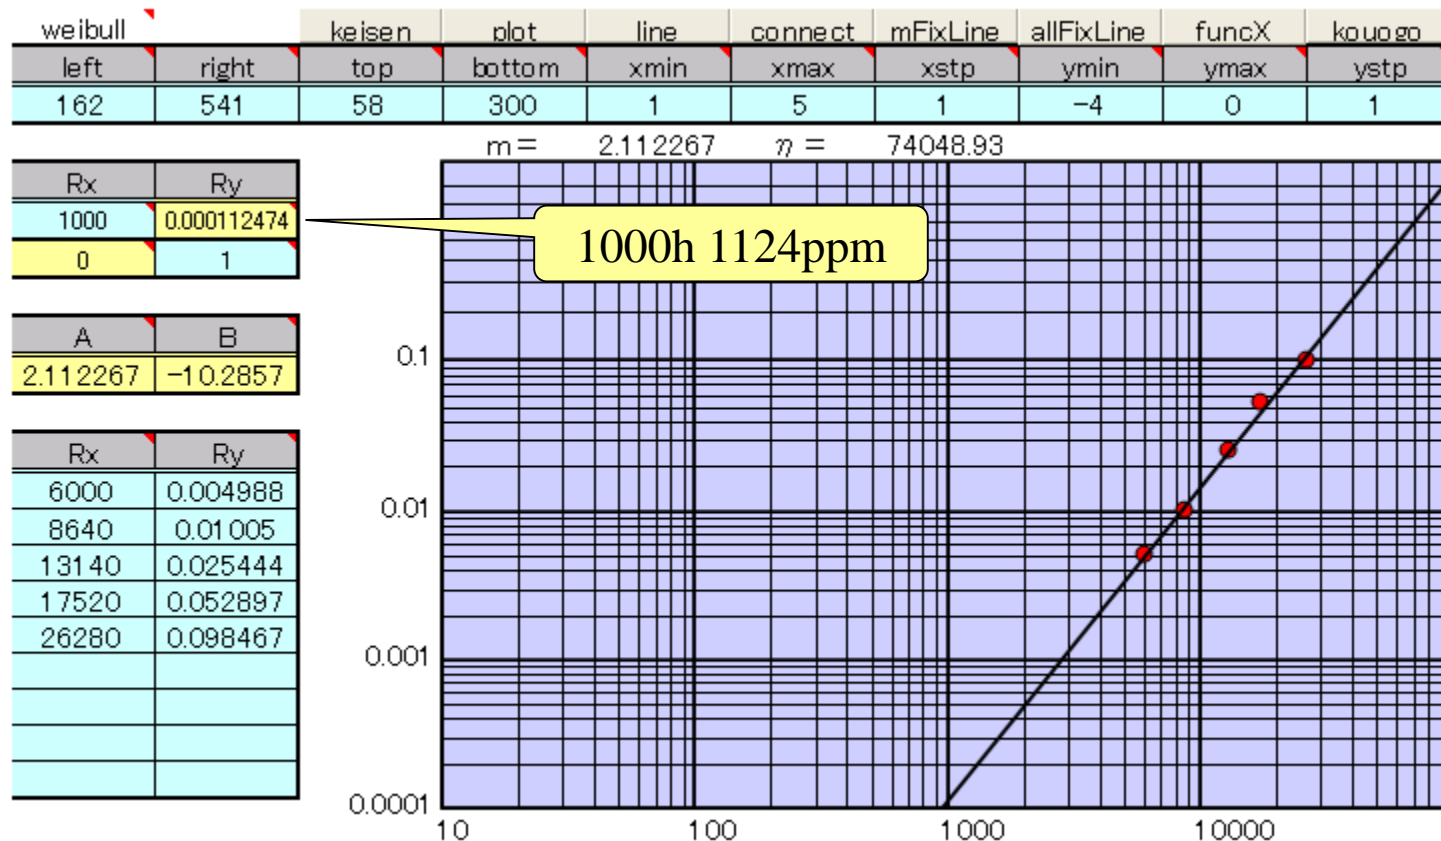 weibull keisen plot line connect mFixLine allFixLine funcX kouogo
left right top bottom xmin xmax xstp ymin ymax ystp
162 541 58 300 1 5 1 −4 0 1
m= 2.112267 η = 74048.93
Rx Ry
1000 0.000112474
0 1
1000h 1124ppm
A B
2.112267 −10.2857
Rx Ry
6000 0.004988
8640 0.01005
13140 0.025444
17520 0.052897
26280 0.098467
0.1
0.01
0.001
0.0001
10 100 1000 10000